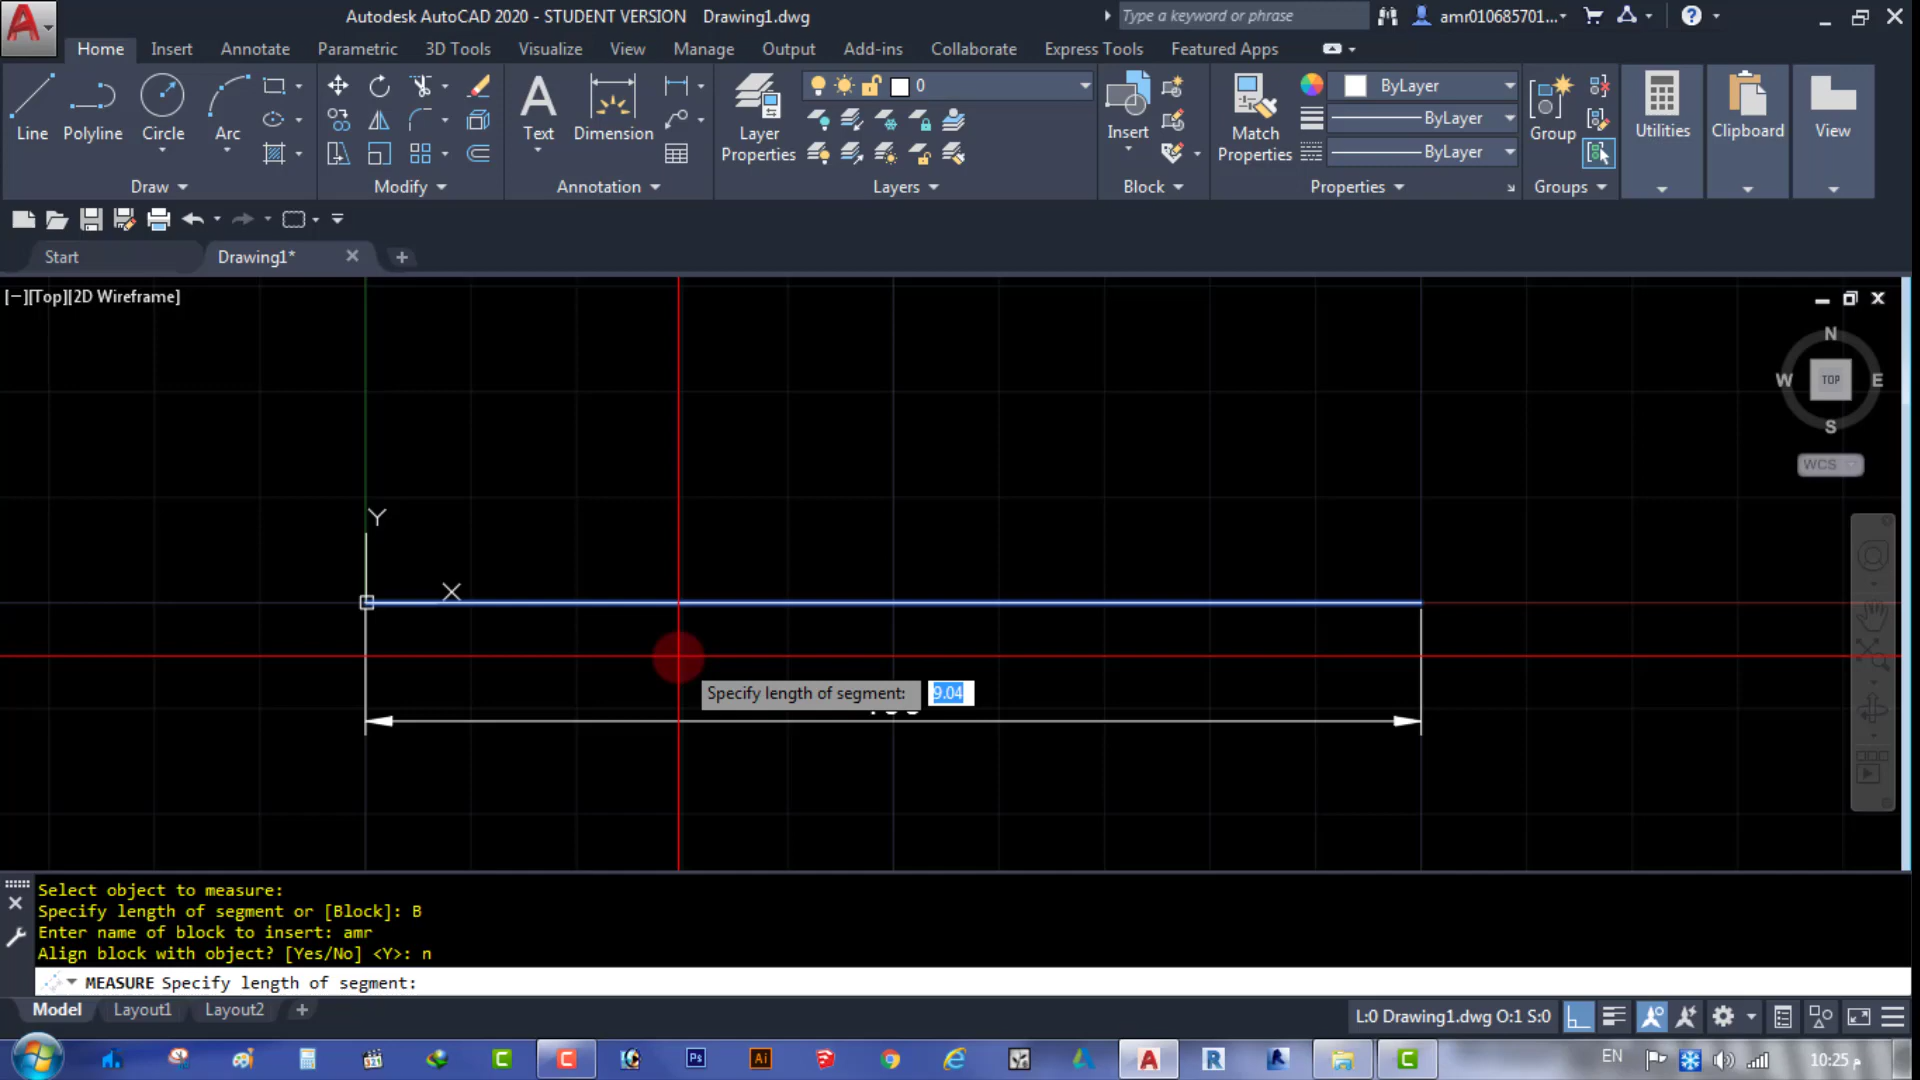 Autodesk AutoCAD 2020 - STUDENT VERSION Drawing1.dwg
Type a keyword or phrase
amr010685701...
Home Insert Annotate Parametric 3D Tools Visualize View Manage Output Add-ins Collaborate Express Tools Featured Apps
Line Polyline Circle Arc
Text Dimension
Layer Properties
0
Insert
Match Properties
ByLayer
ByLayer
ByLayer
Group
Utilities
Clipboard
View
Draw Modify Annotation Layers Block Properties Groups
Start Drawing1*
[−][Top][2D Wireframe]
N
W TOP E
S
WCS
Y
X
Specify length of segment: 9.04
Select object to measure:
Specify length of segment or [Block]: B
Enter name of block to insert: amr
Align block with object? [Yes/No] <Y>: n
MEASURE Specify length of segment:
Model Layout1 Layout2 +
L:0 Drawing1.dwg O:1 S:0
Ps Ai
EN
10:25 م